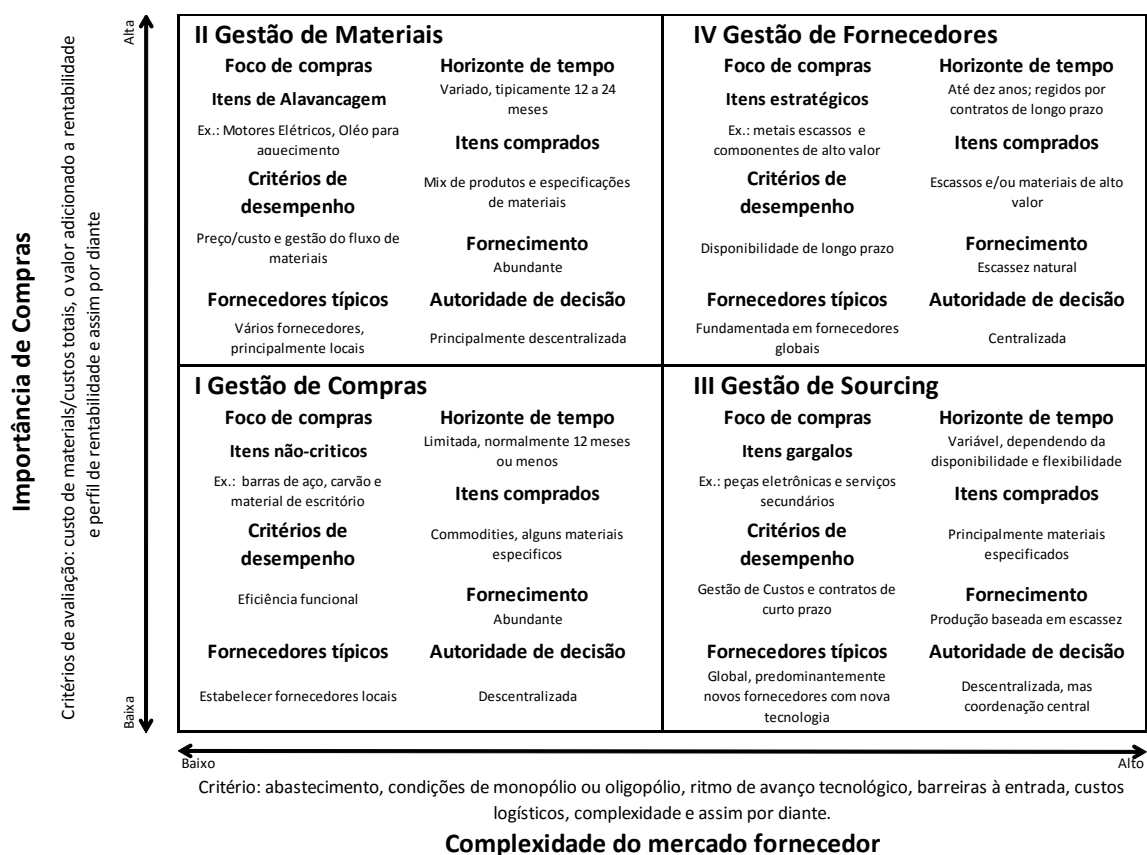 Importância de Compras
Critérios de avaliação: custo de materials/custos totais, o valor adicionado a rentabilidade
e perfil de rentabilidade e assim por diante
Alta
Baixa
II Gestão de Materiais
Foco de compras
Itens de Alavancagem
Ex.: Motores Elétricos, Oléo para
aquecimento
Critérios de
desempenho
Preço/custo e gestão do fluxo de
materiais
Fornecedores típicos
Vários fornecedores,
principalmente locais
Horizonte de tempo
Variado, tipicamente 12 a 24
meses
Itens comprados
Mix de produtos e especificações
de materiais
Fornecimento
Abundante
Autoridade de decisão
Principalmente descentralizada
IV Gestão de Fornecedores
Foco de compras
Itens estratégicos
Ex.: metais escassos e
componentes de alto valor
Critérios de
desempenho
Disponibilidade de longo prazo
Fornecedores típicos
Fundamentada em fornecedores
globais
Horizonte de tempo
Até dez anos; regidos por
contratos de longo prazo
Itens comprados
Escassos e/ou materiais de alto
valor
Fornecimento
Escassez natural
Autoridade de decisão
Centralizada
I Gestão de Compras
Foco de compras
Itens não-criticos
Ex.: barras de aço, carvão e
material de escritório
Critérios de
desempenho
Eficiência funcional
Fornecedores típicos
Estabelecer fornecedores locais
Horizonte de tempo
Limitada, normalmente 12 meses
ou menos
Itens comprados
Commodities, alguns materiais
especificos
Fornecimento
Abundante
Autoridade de decisão
Descentralizada
III Gestão de Sourcing
Foco de compras
Itens gargalos
Ex.: peças eletrônicas e serviços
secundários
Critérios de
desempenho
Gestão de Custos e contratos de
curto prazo
Fornecedores típicos
Global, predominantemente
novos fornecedores com nova
tecnologia
Horizonte de tempo
Variável, dependendo da
disponibilidade e flexibilidade
Itens comprados
Principalmente materiais
especificados
Fornecimento
Produção baseada em escassez
Autoridade de decisão
Descentralizada, mas
coordenação central
Baixo
Alto
Critério: abastecimento, condições de monopólio ou oligopólio, ritmo de avanço tecnológico, barreiras à entrada, custos
logísticos, complexidade e assim por diante.
Complexidade do mercado fornecedor